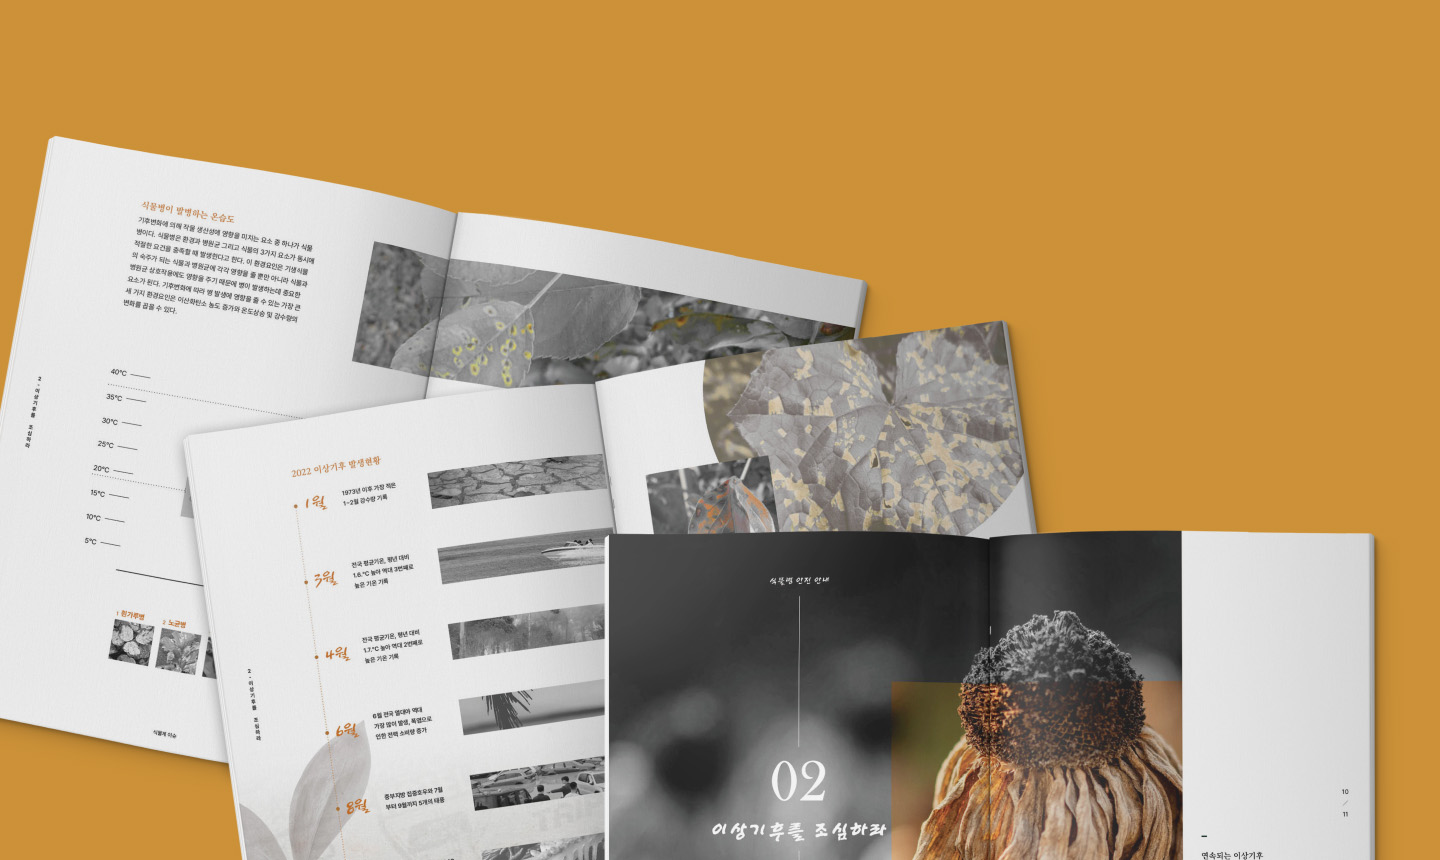 식물병이 발병하는 온습도
기후변화에 의해 작물 생산성에 영향을 미치는 요소 중 하나가 식물
병이다. 식물병은 환경과 병원균 그리고 식물의 3가지 요소가 동시에
적절한 요건을 충족할 때 발생한다고 한다. 이 환경요인은 기생식물
의 숙주가 되는 식물과 병원균에 각각 영향을 줄 뿐만 아니라 식물과
병원균 상호작용에도 영향을 주기 때문에 병이 발생하는데 중요한
요소가 된다. 기후변화에 따라 병 발생에 영향을 줄 수 있는 가장 큰
세 가지 환경요인은 이산화탄소 농도 증가와 온도상승 및 강수량의
변화를 꼽을 수 있다.
2. 이상기후를 조심하라
40°C
35°C
30°C
25°C
20°C
15°C
10°C
5°C
1 흰가루병
2 노균병
식물계 이슈
2022 이상기후 발생현황
1월
1973년 이후 가장 적은
1~2월 강수량 기록
3월
전국 평균기온, 평년 대비
1.6.°C 높아 역대 3번째로
높은 기온 기록
4월
전국 평균기온, 평년 대비
1.7.°C 높아 역대 2번째로
높은 기온 기록
6월
6월 전국 열대야 역대
가장 많이 발생, 폭염으로
인한 전력 소비량 증가
8월
중부지방 집중호우와 7월
부터 9월까지 5개의 태풍
2. 이상기후를 조심하라
식물병 안전 안내
02
이상기후를 조심하라
10
/
11
연속되는 이상기후